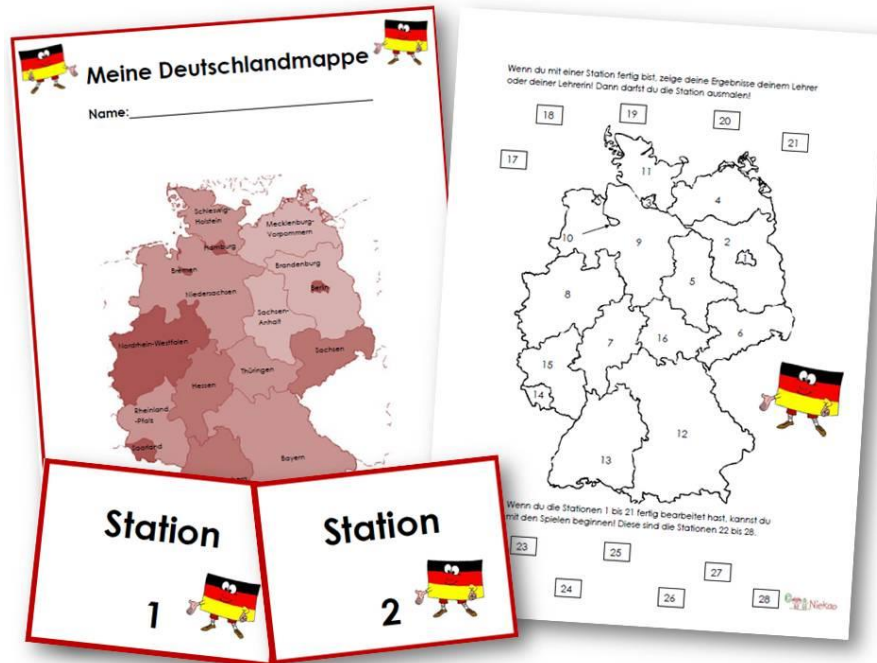 Meine Deutschlandmappe
Name:
Schleswig-
Holstein
Mecklenburg-
Vorpommern
Hamburg
Bremen
Brandenburg
Niedersachsen
Berlin
Sachsen-
Anhalt
Nordrhein-Westfalen
Sachsen
Hessen
Thüringen
Rheinland
-Pfalz
Saarland
Bayern
Station
1
Station
2
Wenn du mit einer Station fertig bist, zeige deine Ergebnisse deinem Lehrer
oder deiner Lehrerin! Dann darfst du die Station ausmalen!
18
19
20
21
17
11
4
10
9
2
1
8
5
6
7
16
15
14
13
12
Wenn du die Stationen 1 bis 21 fertig bearbeitet hast, kannst du
mit den Spielen beginnen! Diese sind die Stationen 22 bis 28.
23
25
27
24
26
28
Niekao